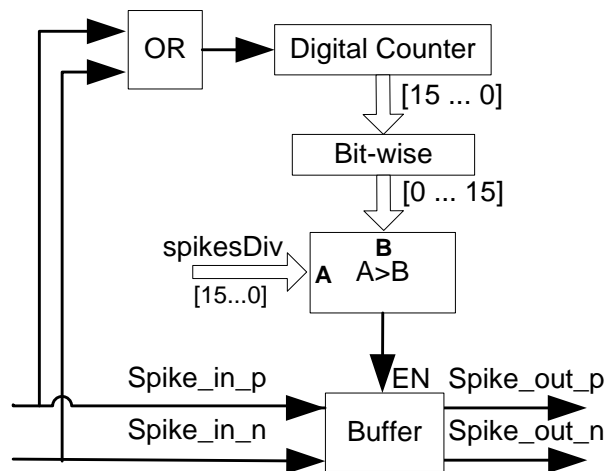 OR
Digital Counter
[15 ... 0]
Bit-wise
[0 ... 15]
spikesDiv
[15...0]
A
B
A>B
EN
Spike_in_p
Spike_out_p
Spike_in_n
Buffer
Spike_out_n